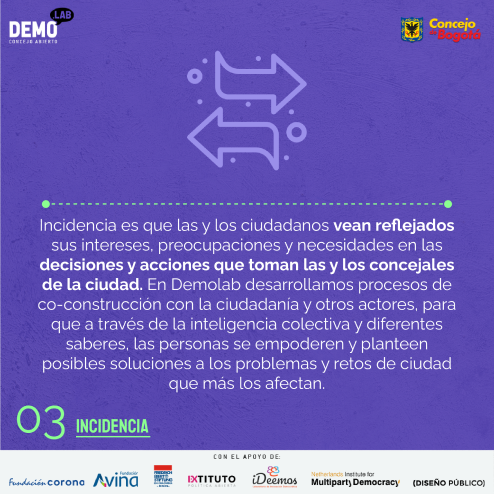 DEMO LAB
CONCEJO ABIERTO
Concejo
de Bogotá
Incidencia es que las y los ciudadanos vean reflejados
sus intereses, preocupaciones y necesidades en las
decisiones y acciones que toman las y los concejales
de la ciudad. En Demolab desarrollamos procesos de
co-construcción con la ciudadanía y otros actores, para
que a través de la inteligencia colectiva y diferentes
saberes, las personas se empoderen y planteen
posibles soluciones a los problemas y retos de ciudad
que más los afectan.
03 INCIDENCIA
CON EL APOYO DE:
Fundación corona
Fundación
Avina
FRIEDRICH
EBERT
STIFTUNG
IXTITUTO
POLÍTICA ABIERTA
iDeemos
Netherlands Institute for
Multiparty Democracy
{DISEÑO PÚBLICO}